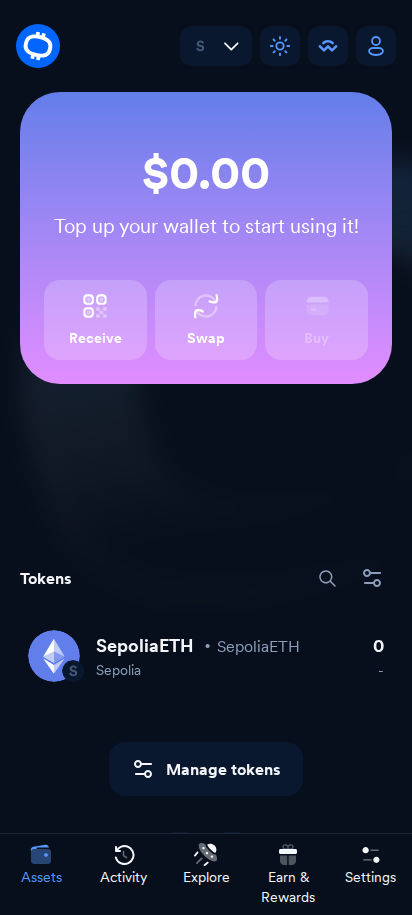 S
$0.00
Top up your wallet to start using it!
Receive
Swap
Buy
Tokens
SepoliaETH • SepoliaETH
0
S
Sepolia
-
Manage tokens
Assets
Activity
Explore
Earn &
Rewards
Settings